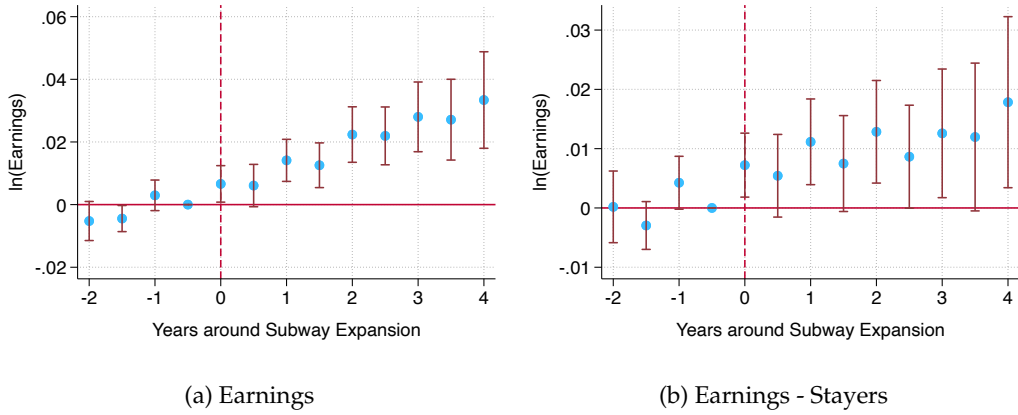 .06
.04
.02
0
-.02
ln(Earnings)
-2 -1 0 1 2 3 4
Years around Subway Expansion
(a) Earnings
.03
.02
.010
0
-.01
ln(Earnings)
-2 -1 0 1 2 3 4
Years around Subway Expansion
(b) Earnings - Stayers